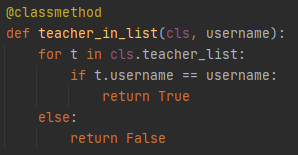 @classmethod
def teacher_in_list(cls, username):
    for t in cls.teacher_list:
        if t.username == username:
            return True
    else:
        return False